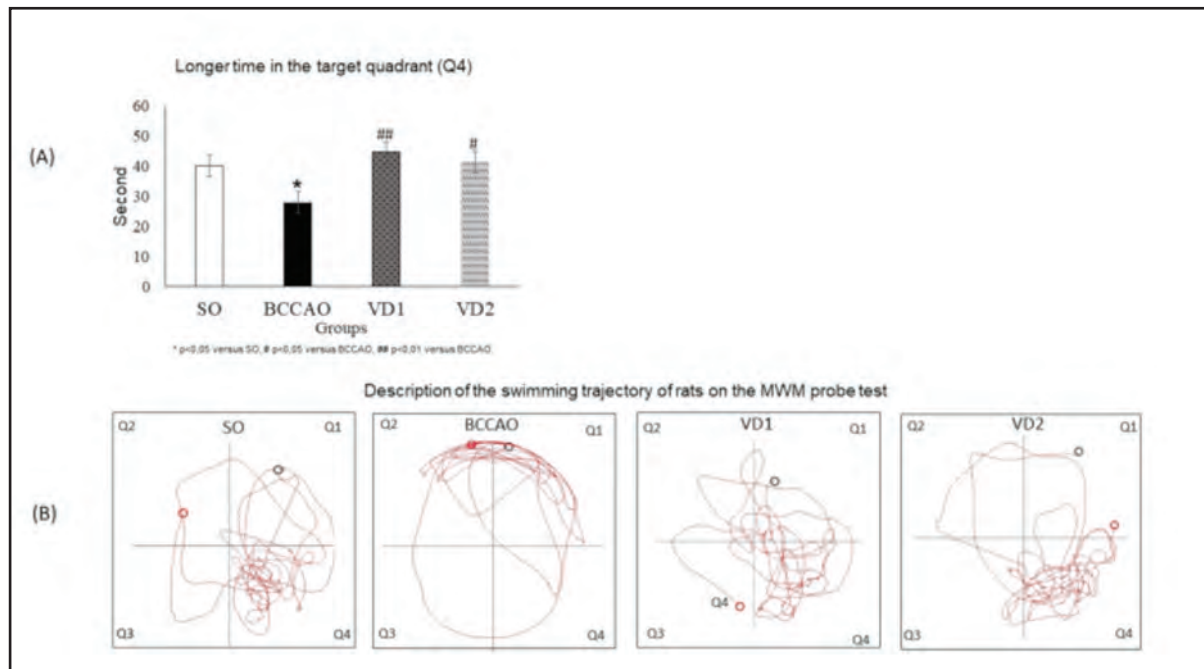 Longer time in the target quadrant (Q4)
(A)
Second
60
50
40
30
20
10
0
*
##
#
SO BCCAO VD1 VD2
Groups
* p<0,05 versus SO, # p<0,05 versus BCCAO, ## p<0,01 versus BCCAO
Description of the swimming trajectory of rats on the MWM probe test
(B)
Q2 SO Q1
Q3 Q4
Q2 BCCAO Q1
Q3 Q4
Q2 VD1 Q1
Q4
Q3 Q4
Q2 VD2 Q1
Q3 Q4